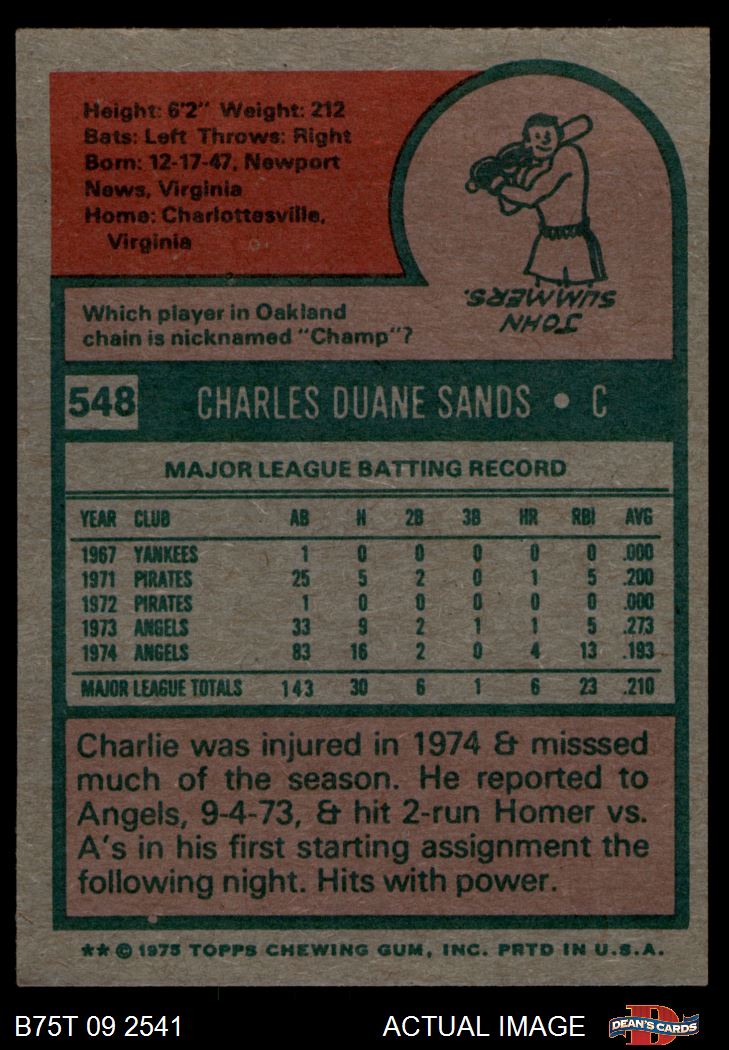 Height: 6'2" Weight: 212
Bats: Left Throws: Right
Born: 12-17-47, Newport
News, Virginia
Home: Charlottesville,
Virginia
Which player in Oakland
chain is nicknamed "Champ"?
JOHN
SUMMERS.
548 CHARLES DUANE SANDS • C
MAJOR LEAGUE BATTING RECORD
YEAR CLUB AB H 2B 3B HR RBI AVG
1967 YANKEES 1 0 0 0 0 0 .000
1971 PIRATES 25 5 2 0 1 5 .200
1972 PIRATES 1 0 0 0 0 0 .000
1973 ANGELS 33 9 2 1 1 5 .273
1974 ANGELS 83 16 2 0 4 13 .193
MAJOR LEAGUE TOTALS 143 30 6 1 6 23 .210
Charlie was injured in 1974 & misssed
much of the season. He reported to
Angels, 9-4-73, & hit 2-run Homer vs.
A's in his first starting assignment the
following night. Hits with power.
** © 1975 TOPPS CHEWING GUM, INC. PRTD IN U.S.A.
B75T 09 2541 ACTUAL IMAGE D DEAN'S CARDS